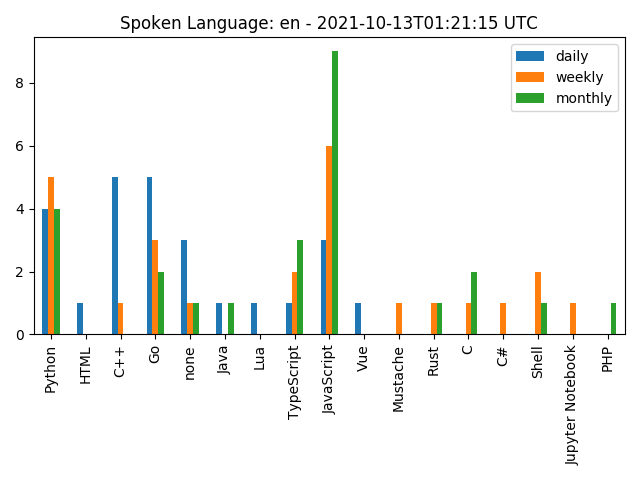 Spoken Language: en - 2021-10-13T01:21:15 UTC
daily
weekly
monthly
8
6
4
2
0
Python
HTML
C++
Go
none
Java
Lua
TypeScript
JavaScript
Vue
Mustache
Rust
C
C#
Shell
Jupyter Notebook
PHP